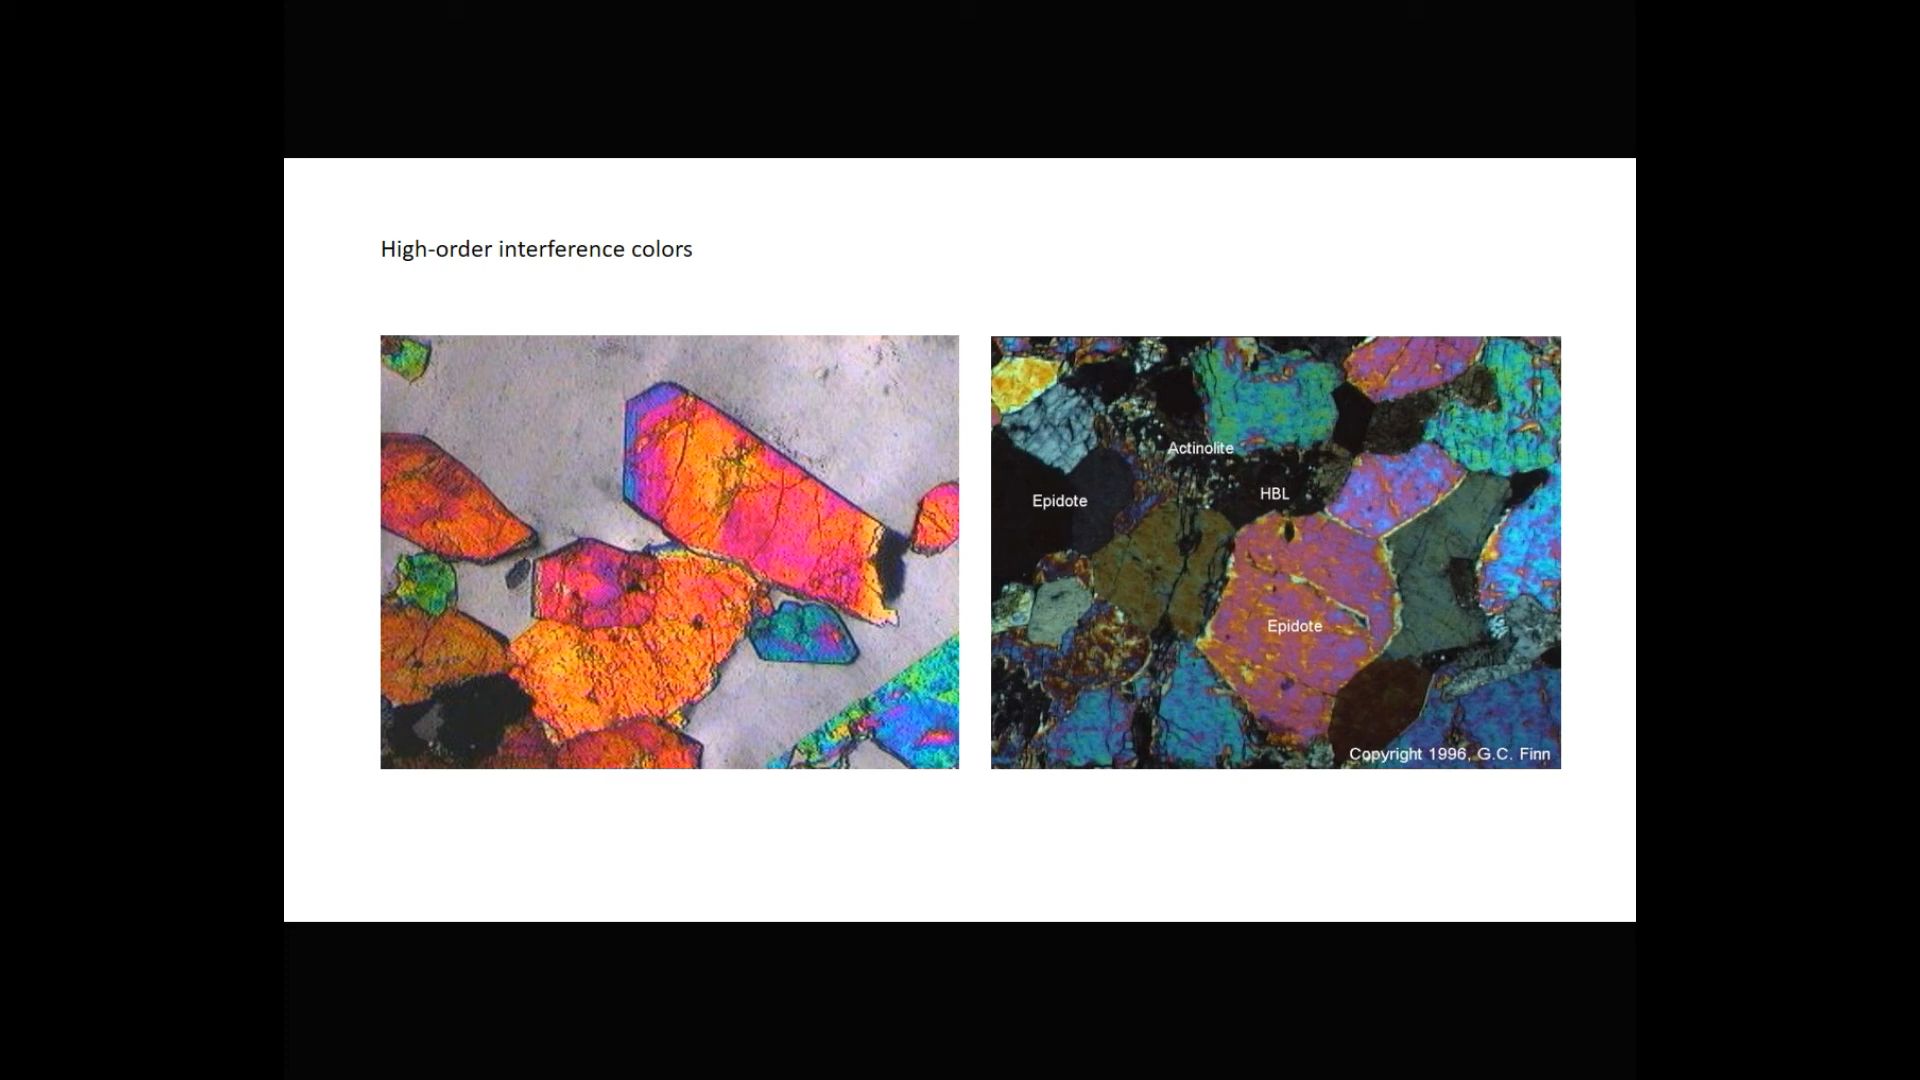 High-order interference colors
Actinolite
HBL
Epidote
Epidote
Copyright 1996, G.C. Finn